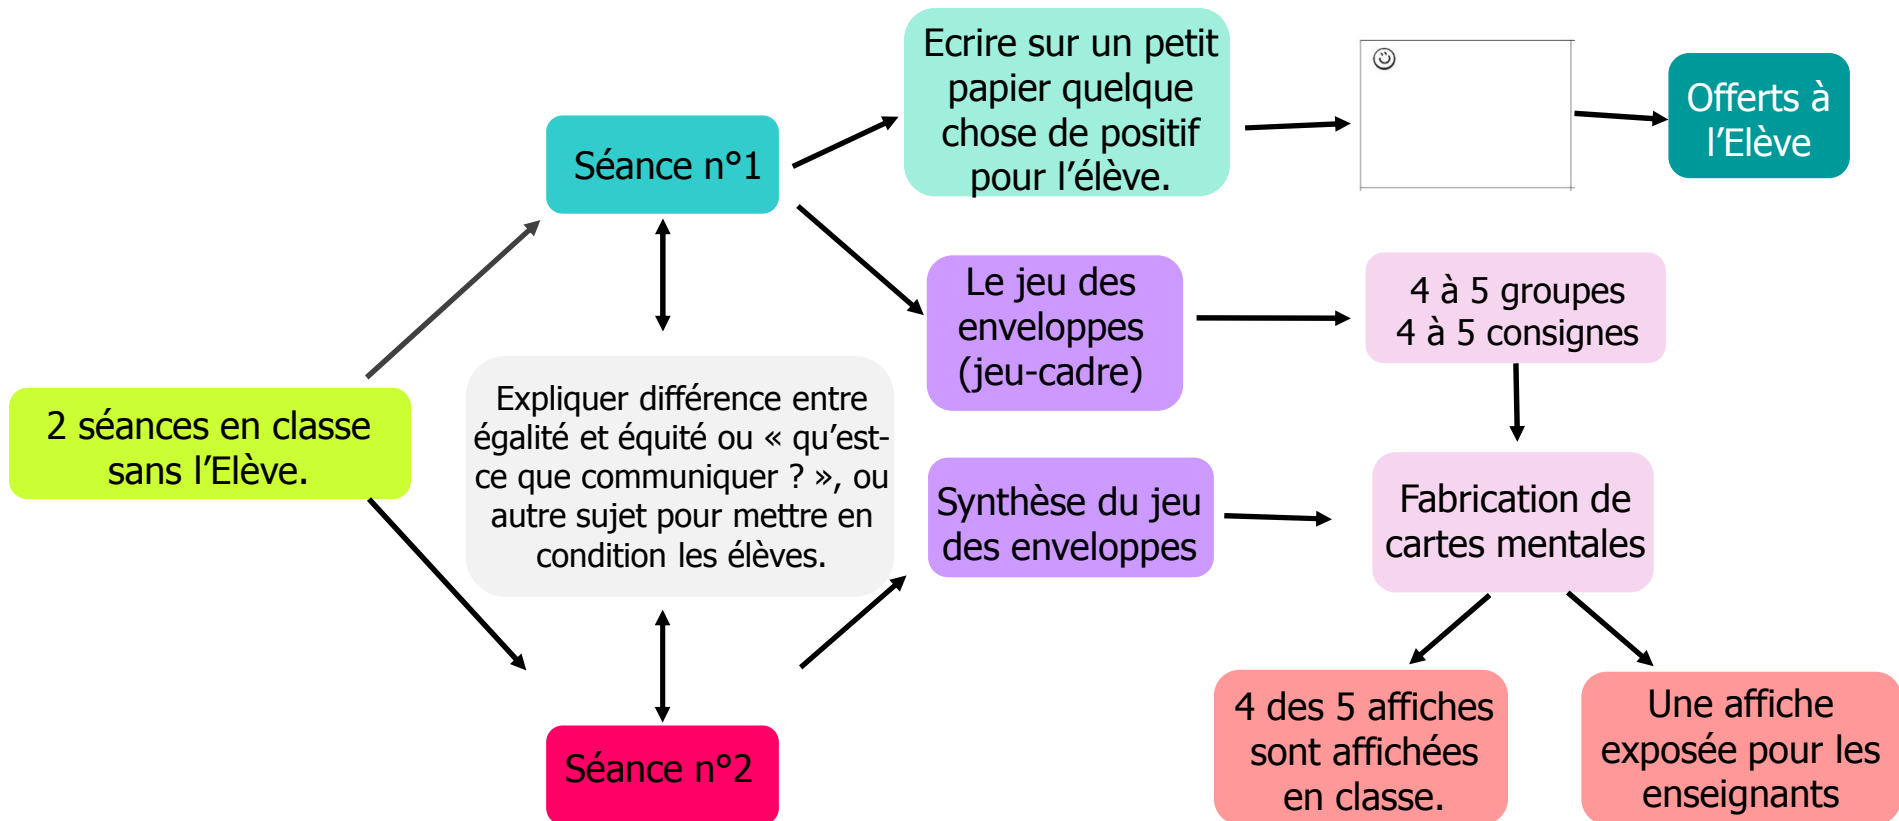 Ecrire sur un petit
papier quelque
chose de positif
pour l'élève.
Offerts à
l'Elève
Séance n°1
Le jeu des
enveloppes
(jeu-cadre)
4 à 5 groupes
4 à 5 consignes
2 séances en classe
sans l'Elève.
Expliquer différence entre
égalité et équité ou « qu'est-
ce que communiquer ? », ou
autre sujet pour mettre en
condition les élèves.
Synthèse du jeu
des enveloppes
Fabrication de
cartes mentales
Séance n°2
4 des 5 affiches
sont affichées
en classe.
Une affiche
exposée pour les
enseignants